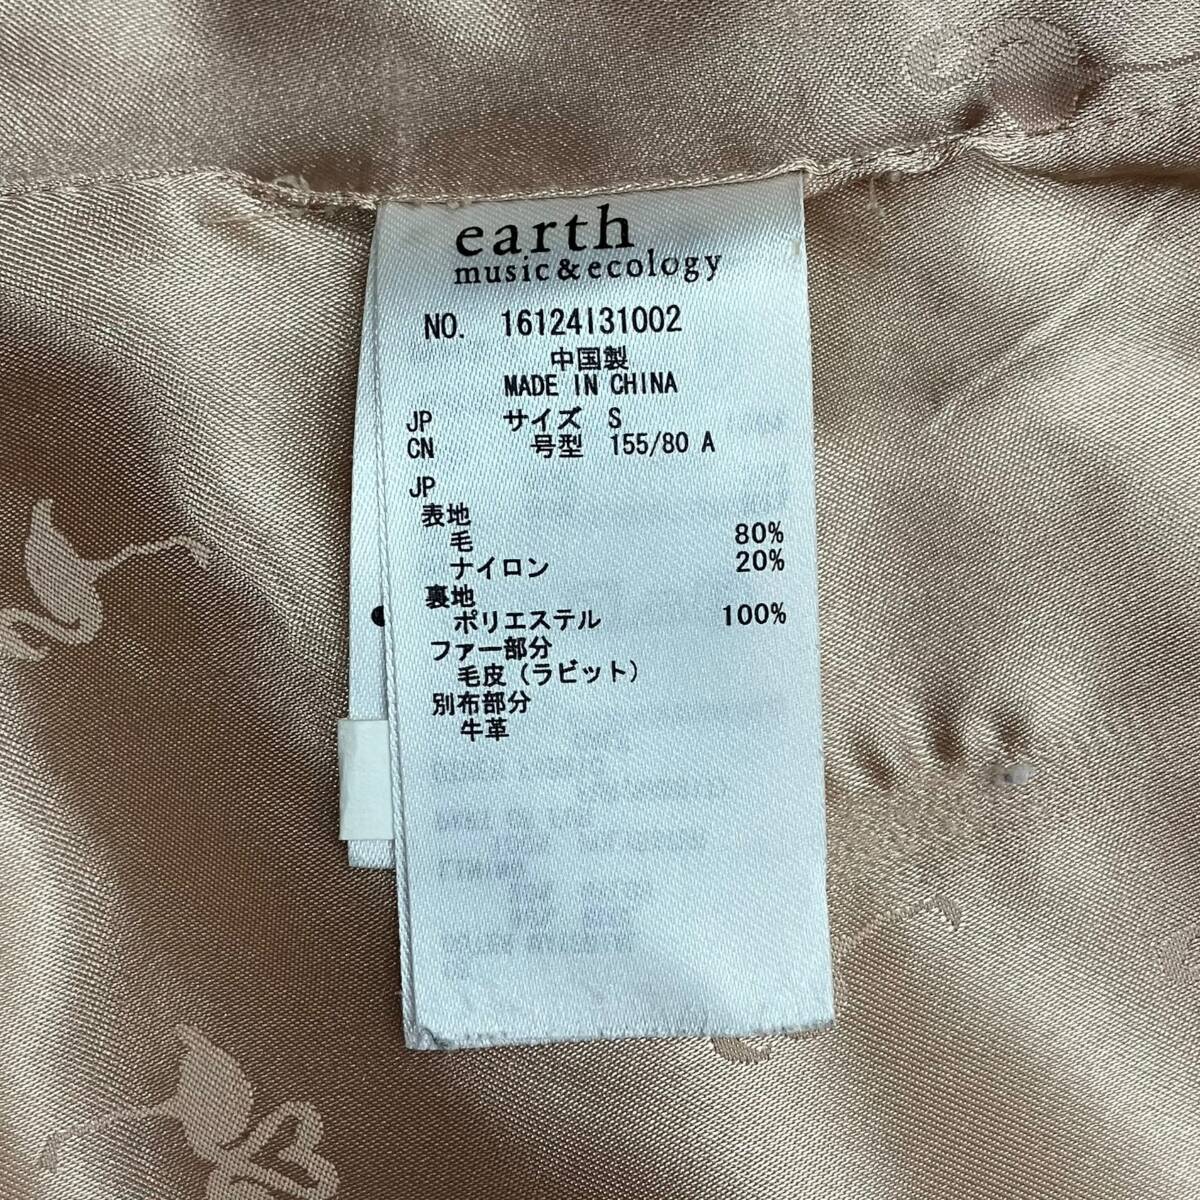 earth
music&ecology
NO. 16124I31002
中国製
MADE IN CHINA
JP サイズ S
CN 号型 155/80 A
JP
表地
毛 80%
ナイロン 20%
裏地
ポリエステル 100%
ファー部分
毛皮(ラビット)
別布部分
牛革